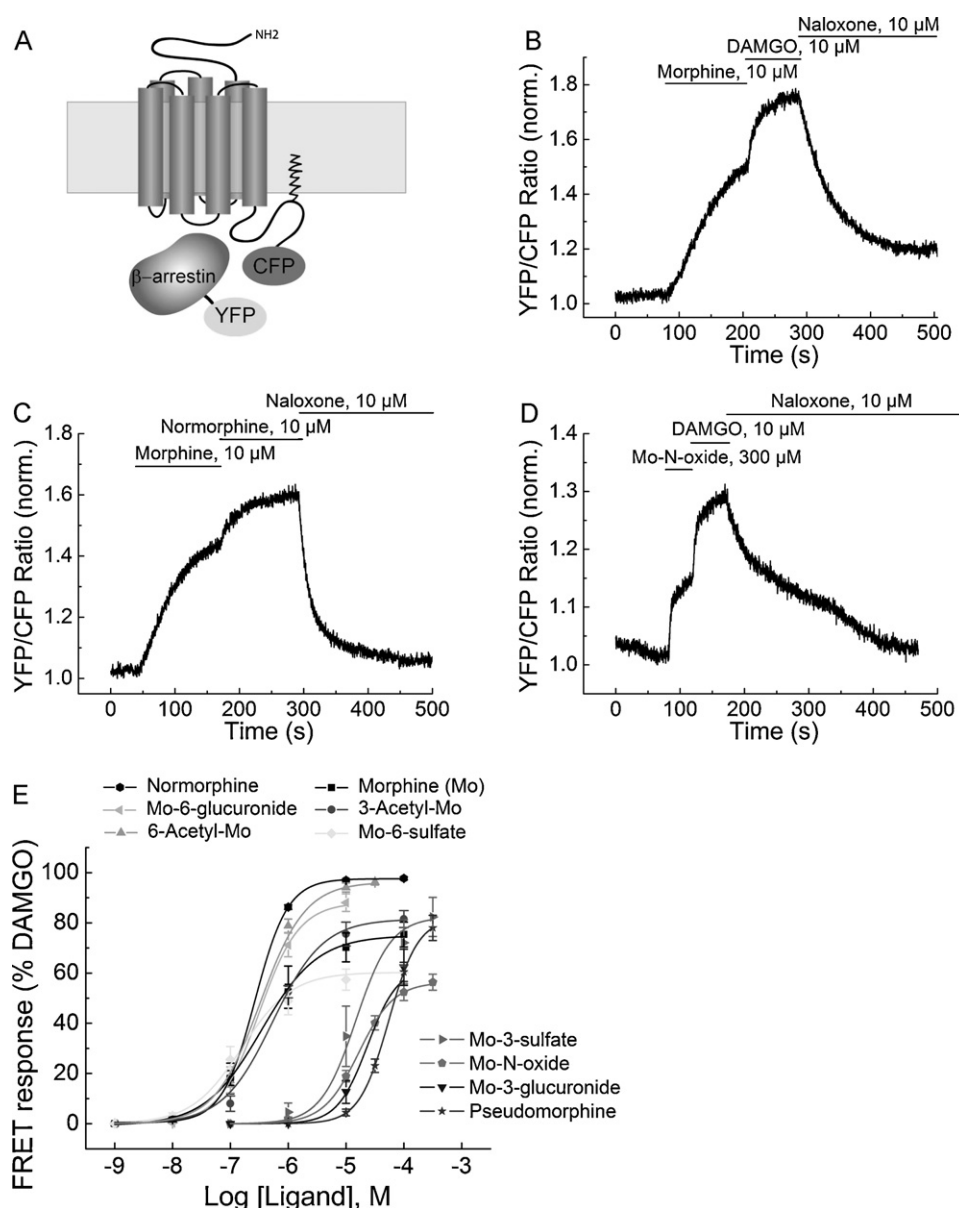 A
NH2
β–arrestin
CFP
YFP
B
Naloxone, 10 µM
DAMGO, 10 µM
Morphine, 10 µM
YFP/CFP Ratio (norm.)
1.8
1.6
1.4
1.2
1.0
0 100 200 300 400 500
Time (s)
C
Naloxone, 10 µM
Normorphine, 10 µM
Morphine, 10 µM
YFP/CFP Ratio (norm.)
1.8
1.6
1.4
1.2
1.0
0 100 200 300 400 500
Time (s)
D
Naloxone, 10 µM
DAMGO, 10 µM
Mo-N-oxide, 300 µM
YFP/CFP Ratio (norm.)
1.4
1.3
1.2
1.1
1.0
0 100 200 300 400 500
Time (s)
E
Normorphine
Morphine (Mo)
Mo-6-glucuronide
3-Acetyl-Mo
6-Acetyl-Mo
Mo-6-sulfate
FRET response (% DAMGO)
100
80
60
40
20
0
Mo-3-sulfate
Mo-N-oxide
Mo-3-glucuronide
Pseudomorphine
-9 -8 -7 -6 -5 -4 -3
Log [Ligand], M